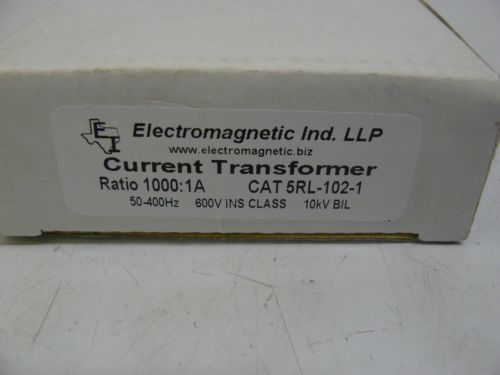 EI
Electromagnetic Ind. LLP
www.electromagnetic.biz
Current Transformer
Ratio 1000:1A CAT 5RL-102-1
50-400Hz 600V INS CLASS 10kV BIL